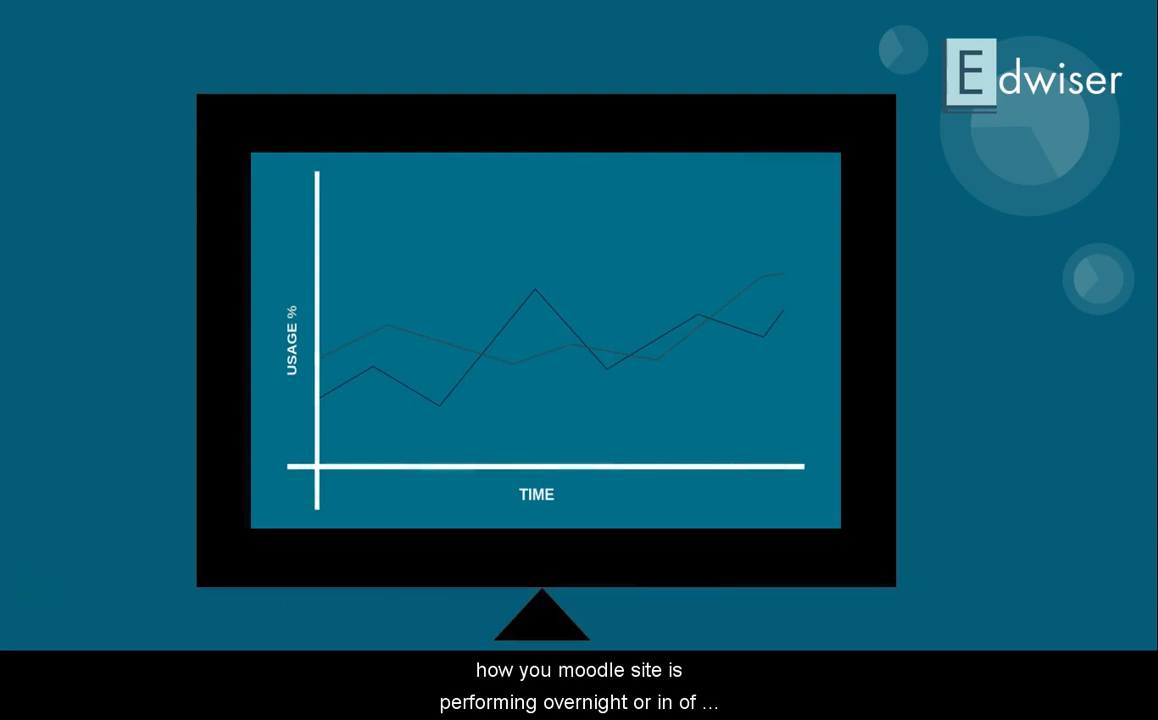 Edwiser
USAGE %
TIME
how you moodle site is
performing overnight or in of ...